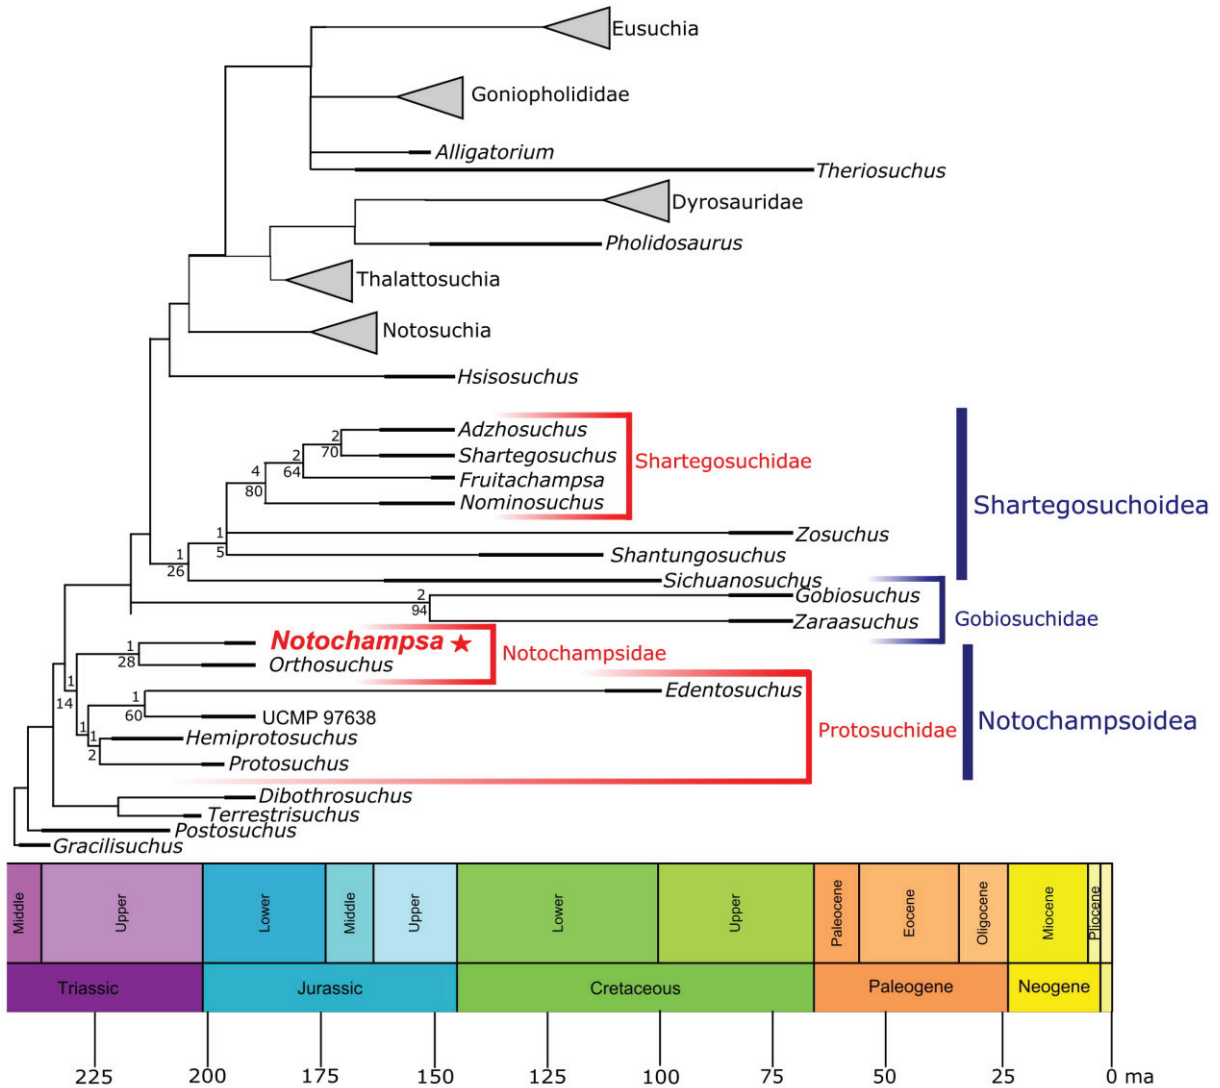 Eusuchia
Goniopholididae
Alligatorium
Theriosuchus
Dyrosauridae
Pholidosaurus
Thalattosuchia
Notosuchia
Hsisosuchus
2
70
Adzhosuchus
Shartegosuchus
2
64
Fruitachampsa
4
80
Nominosuchus
Shartegosuchidae
Shartegosuchoidea
1
5
Zosuchus
Shantungosuchus
1
26
Sichuanosuchus
2
94
Gobiosuchus
Zaraasuchus
Gobiosuchidae
1
28
Notochampsa
Orthosuchus
Notochampsidae
1
14
1
60
Edentosuchus
UCMP 97638
Protosuchidae
Notochampsoidea
1
1
2
Hemiprotosuchus
Protosuchus
Dibothrosuchus
Terrestrisuchus
Postosuchus
Gracilisuchus
Middle
Upper
Lower
Middle
Upper
Lower
Upper
Paleocene
Eocene
Oligocene
Miocene
Pliocene
Triassic
Jurassic
Cretaceous
Paleogene
Neogene
225
200
175
150
125
100
75
50
25
0 ma